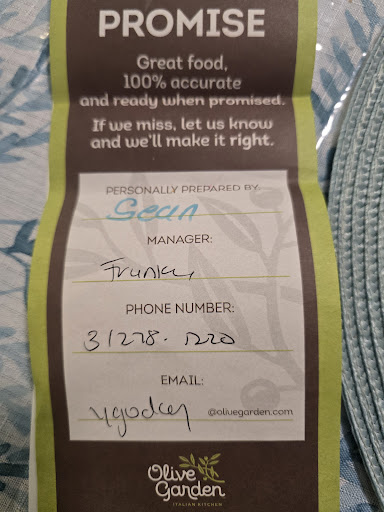 PROMISE
Great food,
100% accurate
and ready when promised.
If we miss, let us know
and we'll make it right.
PERSONALLY PREPARED BY:
Sean
MANAGER:
PHONE NUMBER:
EMAIL:
@olivegarden.com
Olive
Garden
ITALIAN KITCHEN